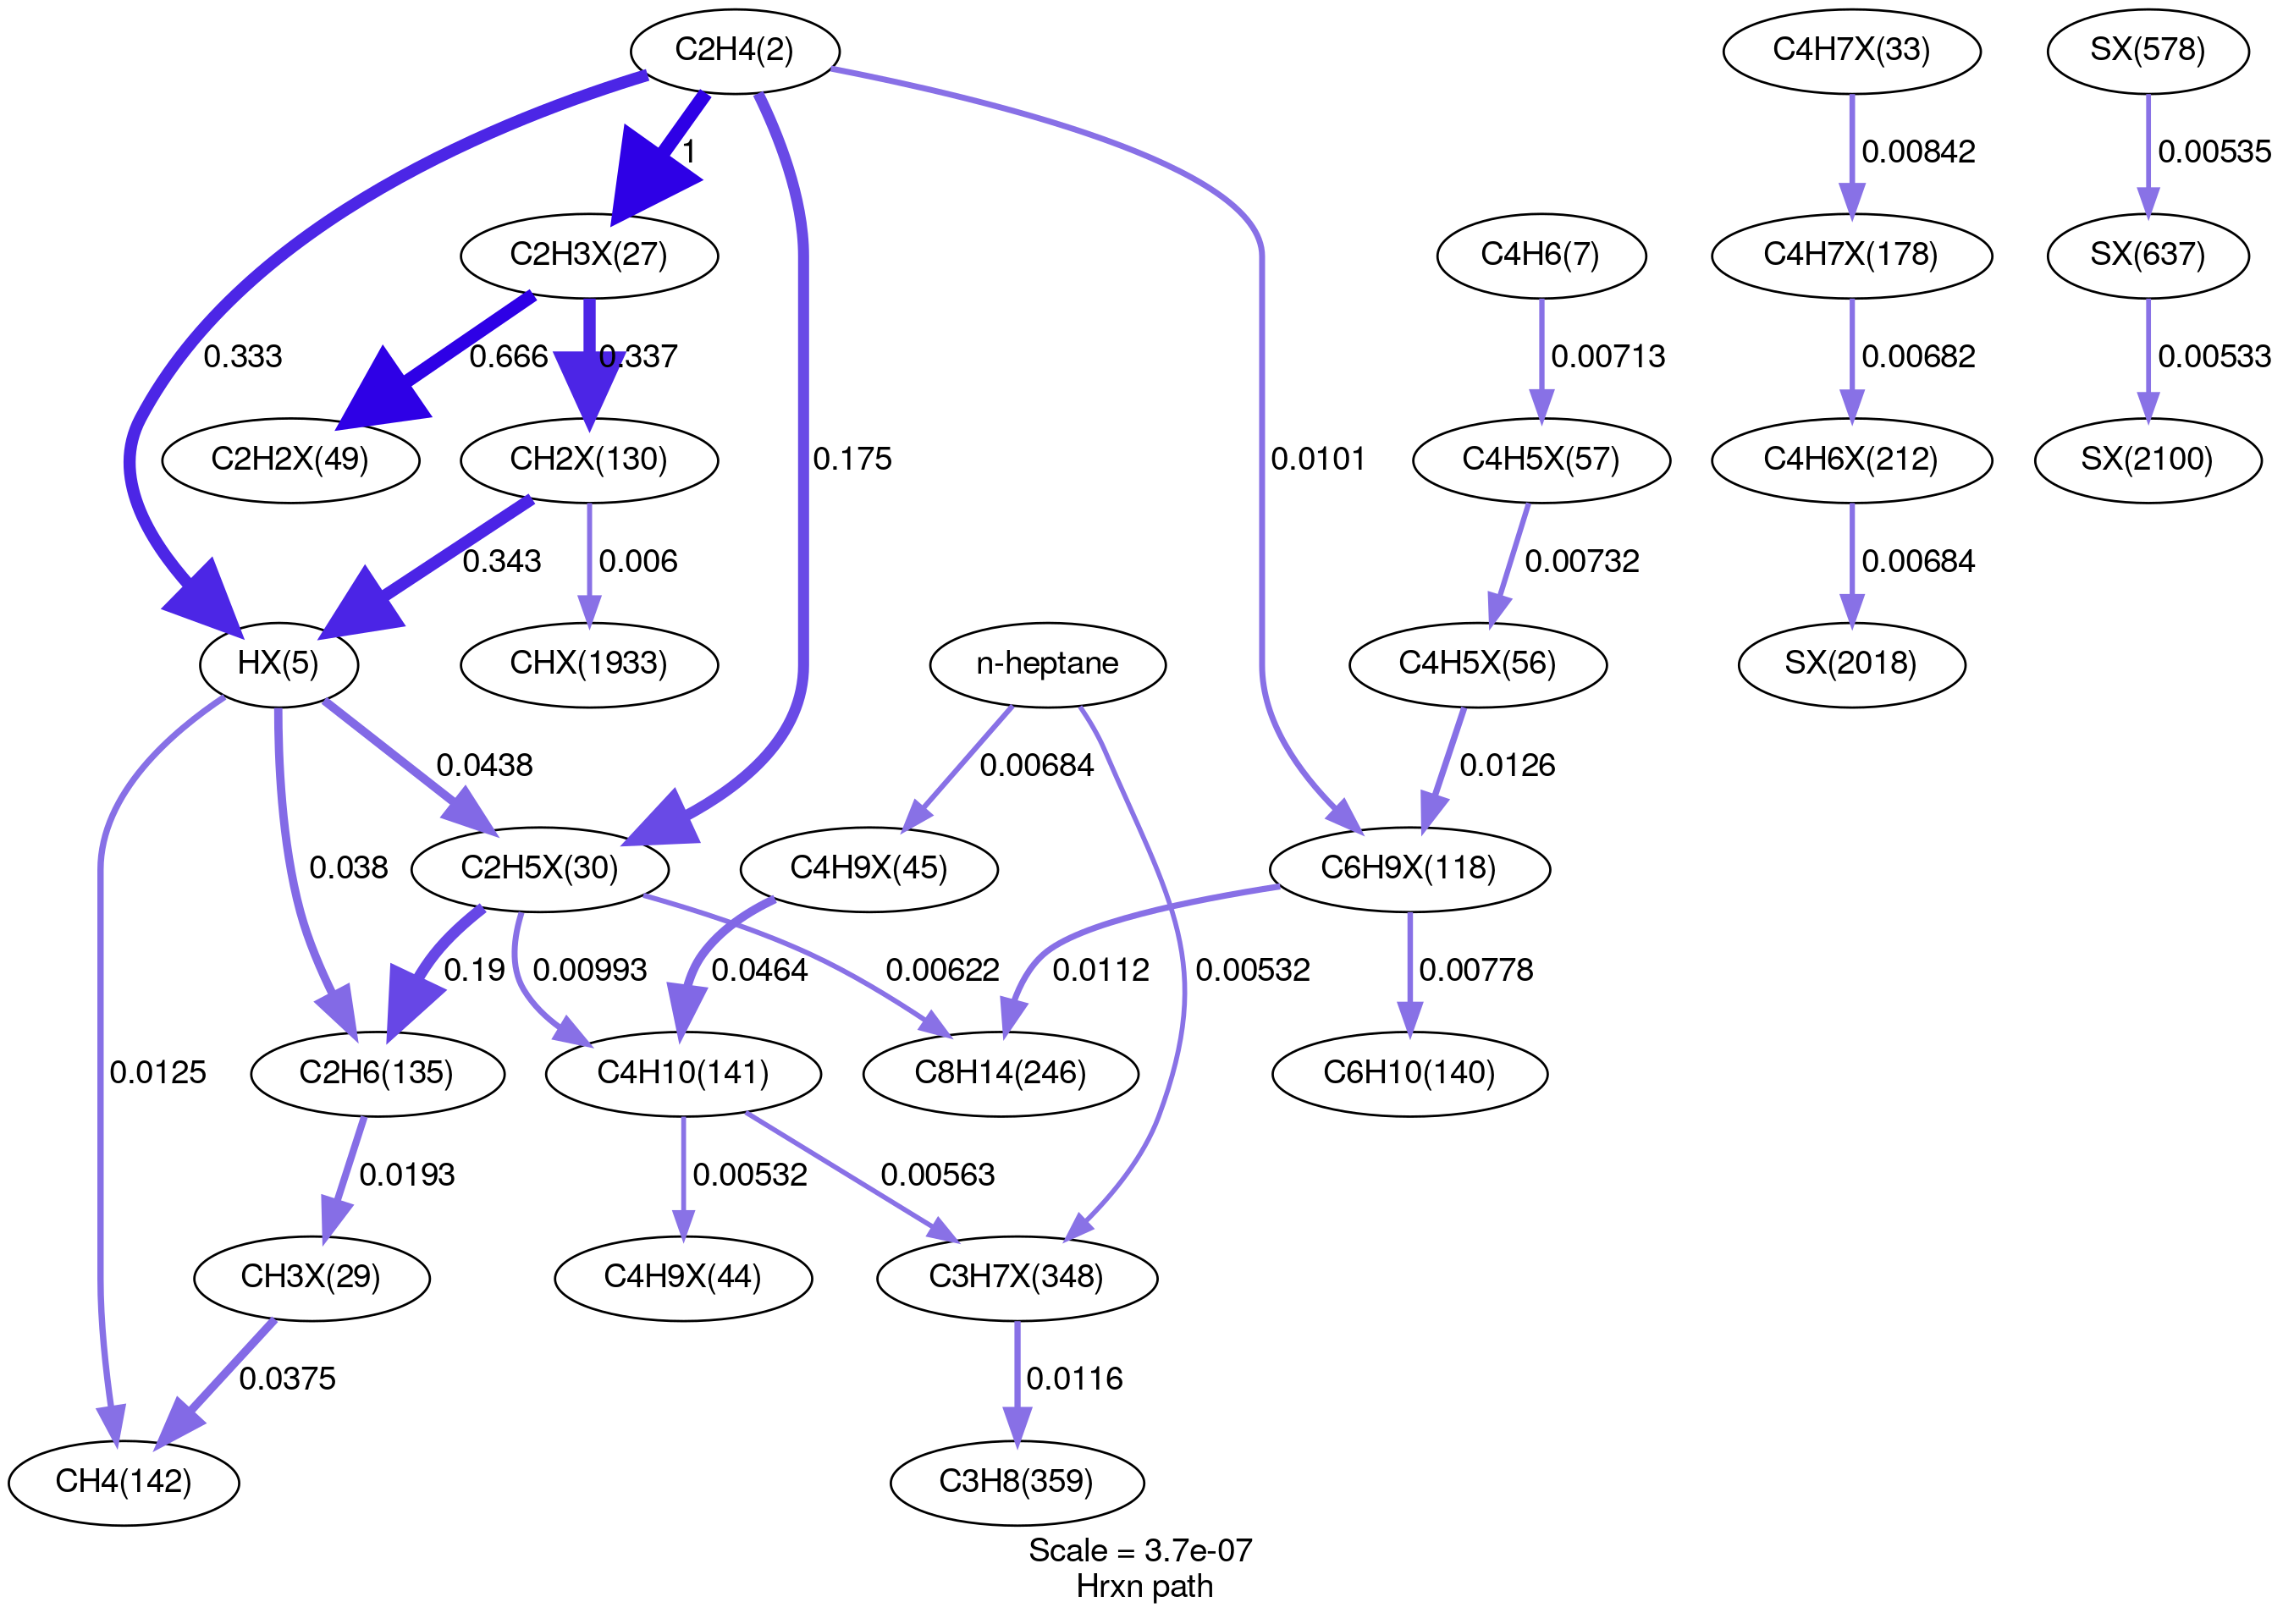 C2H4(2)
C4H7X(33)
SX(578)
1
0.00842
0.00535
C2H3X(27)
C4H6(7)
C4H7X(178)
SX(637)
0.333
0.666
0.337
0.00713
0.00682
0.00533
C2H2X(49)
CH2X(130)
0.175
0.0101
C4H5X(57)
C4H6X(212)
SX(2100)
0.343
0.006
0.00732
0.00684
HX(5)
CHX(1933)
n-heptane
C4H5X(56)
SX(2018)
0.0438
0.00684
0.0126
0.038
C2H5X(30)
C4H9X(45)
C6H9X(118)
0.19
0.00993
0.0464
0.00622
0.0112
0.00532
0.00778
0.0125
C2H6(135)
C4H10(141)
C8H14(246)
C6H10(140)
0.0193
0.00532
0.00563
CH3X(29)
C4H9X(44)
C3H7X(348)
0.0375
0.0116
CH4(142)
C3H8(359)
Scale = 3.7e-07
Hrxn path